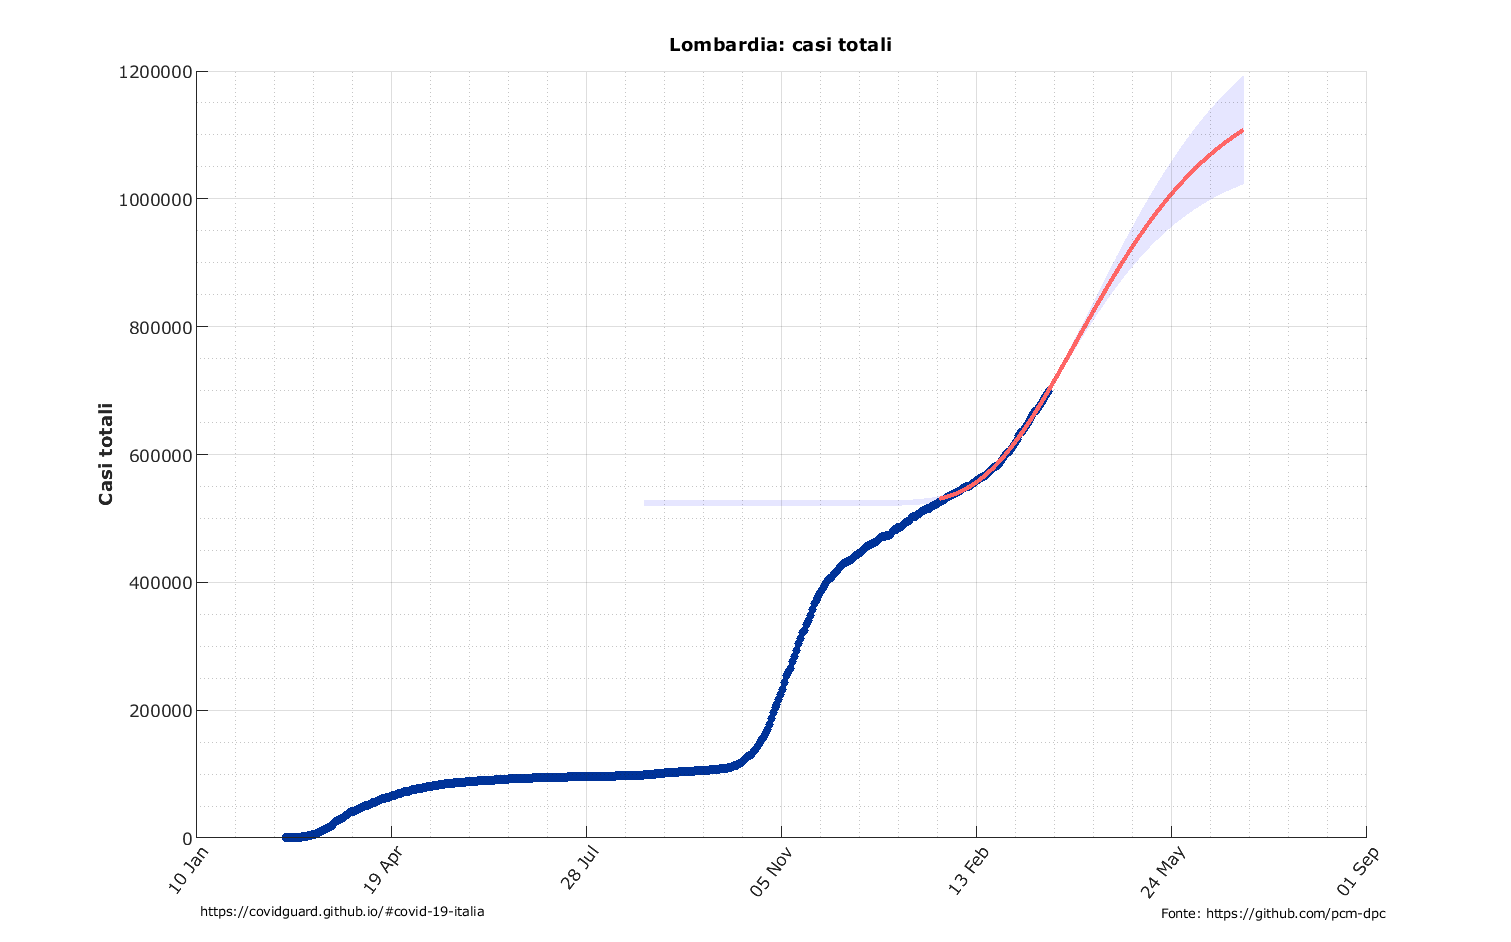 Lombardia: casi totali
1200000
1000000
800000
600000
400000
200000
0
Casi totali
10 Jan
19 Apr
28 Jul
05 Nov
13 Feb
24 May
01 Sep
https://covidguard.github.io/#covid-19-italia
Fonte: https://github.com/pcm-dpc